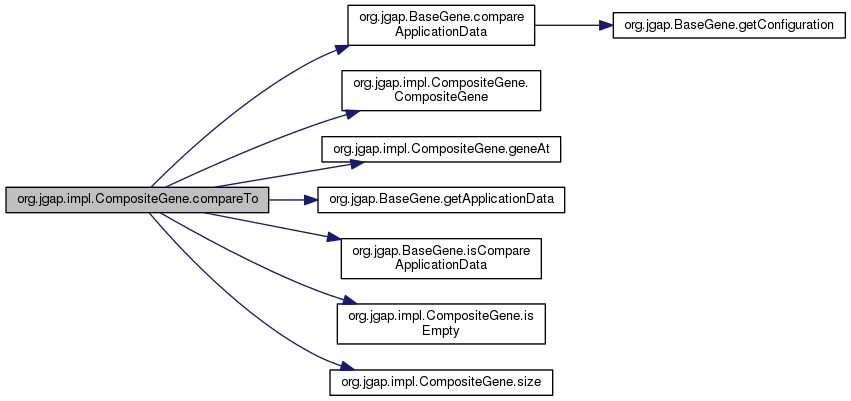 org.jgap.BaseGene.compare
ApplicationData
org.jgap.BaseGene.getConfiguration
org.jgap.impl.CompositeGene.
CompositeGene
org.jgap.impl.CompositeGene.geneAt
org.jgap.impl.CompositeGene.compareTo
org.jgap.BaseGene.getApplicationData
org.jgap.BaseGene.isCompare
ApplicationData
org.jgap.impl.CompositeGene.is
Empty
org.jgap.impl.CompositeGene.size